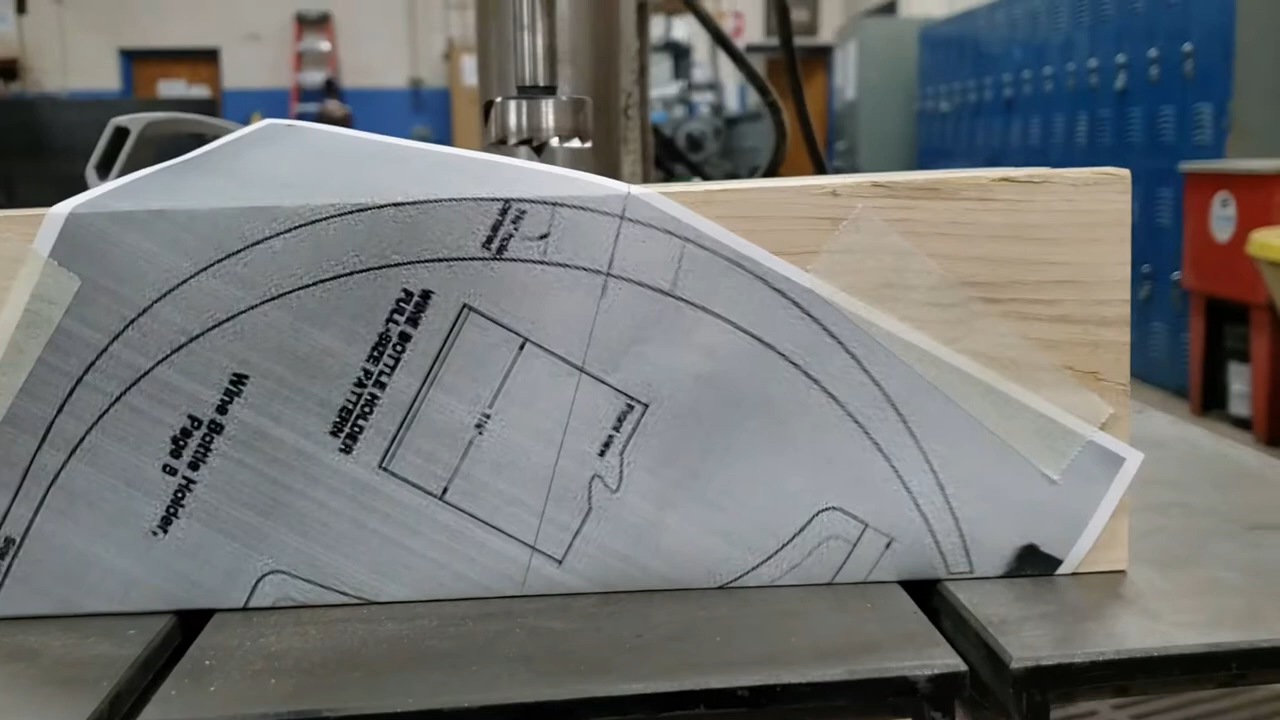 WINE BOTTLE HOLDER
FULL-SIZE PATTERN
Wine Bottle Holder,
Page 8
Front View